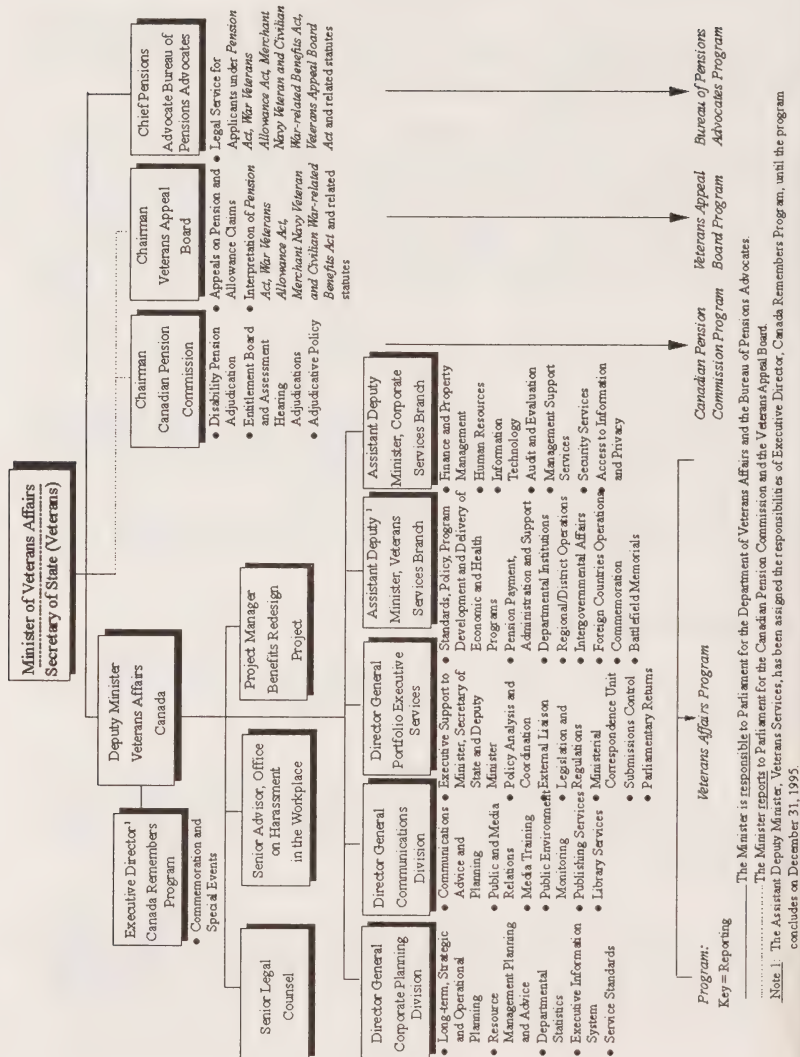 Minister of Veterans Affairs
Secretary of State (Veterans)
Executive Director¹
Canada Remembers
Program
• Commemoration and
Special Events
Deputy Minister
Veterans Affairs
Canada
Chairman
Canadian Pension
Commission
• Disability Pension
Adjudication
• Entitlement Board
and Assessment
Hearing
Adjudications
• Adjudicative Policy
Chairman
Veterans Appeal
Board
• Appeals on Pension and
Allowance Claims
• Interpretation of Pension
Act, War Veterans
Allowance Act,
Merchant Navy Veteran
and Civilian War-related
Benefits Act and related
statutes
Chief Pensions
Advocate Bureau of
Pensions Advocates
• Legal Service for
Applicants under Pension
Act, War Veterans
Allowance Act, Merchant
Navy Veteran and Civilian
War-related Benefits Act,
Veterans Appeal Board
Act and related statutes
Senior Legal
Counsel
Senior Advisor, Office
on Harassment
in the Workplace
Project Manager
Benefits Redesign
Project
Director General
Corporate Planning
Division
• Long-term, Strategic
and Operational
Planning
• Resource
Management Planning
and Advice
• Departmental
Statistics
• Executive Information
System
• Service Standards
Director General
Communications
Division
• Communications
Advice and
Planning
• Public and Media
Relations
• Media Training
• Public Environment
Monitoring
• Publishing Services
• Library Services
Director General
Portfolio Executive
Services
• Executive Support to
Minister, Secretary of
State and Deputy
Minister
• Policy Analysis and
Coordination
• External Liaison
• Legislation and
Regulations
• Ministerial
Correspondence Unit
• Submissions Control
• Parliamentary Returns
Assistant Deputy ¹
Minister, Veterans
Services Branch
• Standards, Policy, Program
Development and Delivery of
Economic and Health
Programs
• Pension Payment,
Administration and Support
• Departmental Institutions
• Regional/District Operations
• Intergovernmental Affairs
• Foreign Countries Operations
• Commemoration
• Battlefield Memorials
Assistant Deputy
Minister, Corporate
Services Branch
• Finance and Property
Management
• Human Resources
• Information
Technology
• Audit and Evaluation
• Management Support
Services
• Security Services
• Access to Information
and Privacy
Program:
Veterans Affairs Program
Canadian Pension
Commission Program
Veterans Appeal
Board Program
Bureau of Pensions
Advocates Program
Key = Reporting
The Minister is responsible to Parliament for the Department of Veterans Affairs and the Bureau of Pensions Advocates.
The Minister reports to Parliament for the Canadian Pension Commission and the Veterans Appeal Board.
Note 1: The Assistant Deputy Minister, Veterans Services, has been assigned the responsibilities of Executive Director, Canada Remembers Program, until the program
concludes on December 31, 1995.